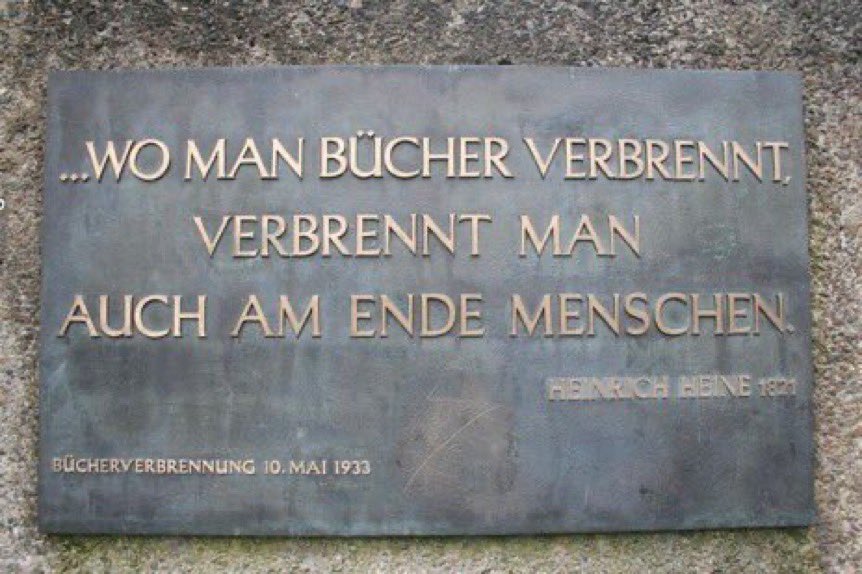 ...WO MAN BÜCHER VERBRENNT,
VERBRENNT MAN
AUCH AM ENDE MENSCHEN.
HEINRICH HEINE 1821
BÜCHERVERBRENNUNG 10. MAI 1933